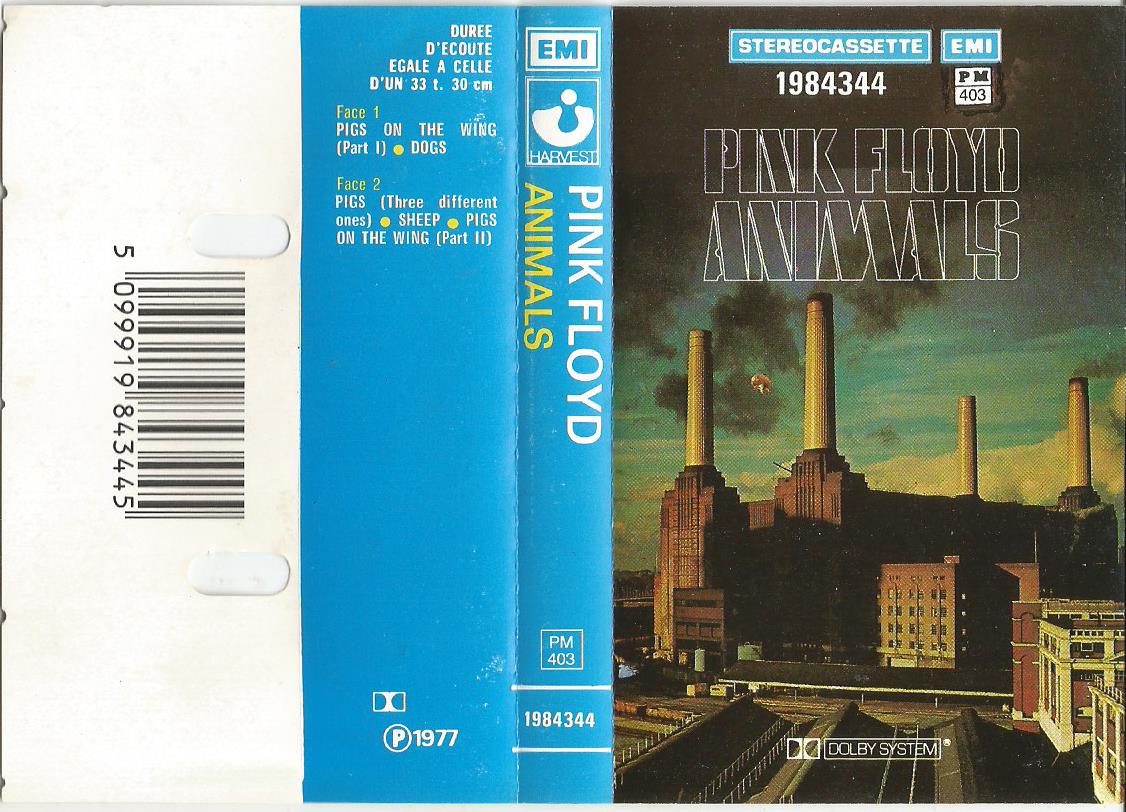 5 099919 843445
DUREE
D'ECOUTE
EGALE A CELLE
D'UN 33 t. 30 cm
Face 1
PIGS ON THE WING
(Part I) ● DOGS
Face 2
PIGS (Three different
ones) ● SHEEP ● PIGS
ON THE WING (Part II)
℗1977
EMI
HARVEST
PINK FLOYD
ANIMALS
PM
403
1984344
STEREOCASSETTE EMI
1984344
PM
403
PINK FLOYD
ANIMALS
DOLBY SYSTEM®